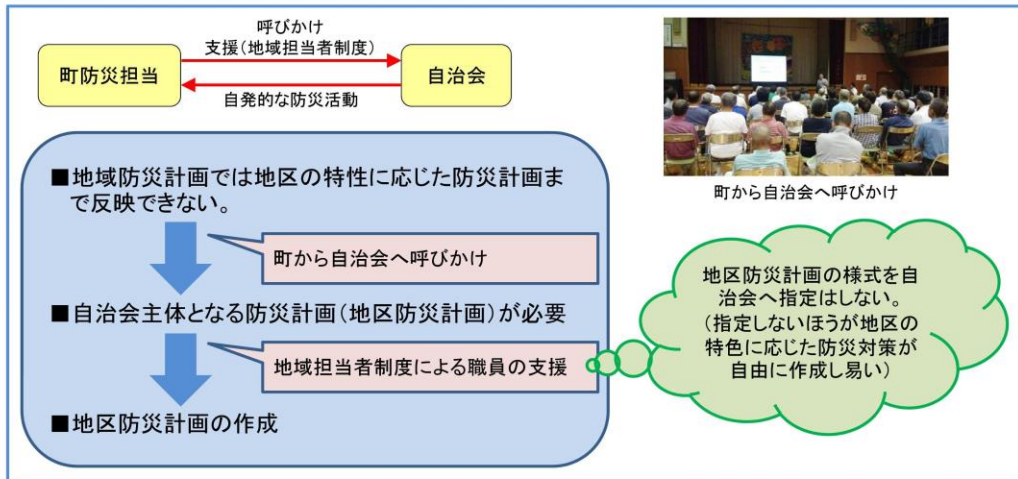 呼びかけ
支援(地域担当者制度)
町防災担当
自治会
自発的な防災活動
町から自治会へ呼びかけ
■地域防災計画では地区の特性に応じた防災計画ま
で反映できない。
町から自治会へ呼びかけ
■自治会主体となる防災計画(地区防災計画)が必要
地域担当者制度による職員の支援
■地区防災計画の作成
地区防災計画の様式を自
治会へ指定はしない。
(指定しないほうが地区の
特色に応じた防災対策が
自由に作成し易い)